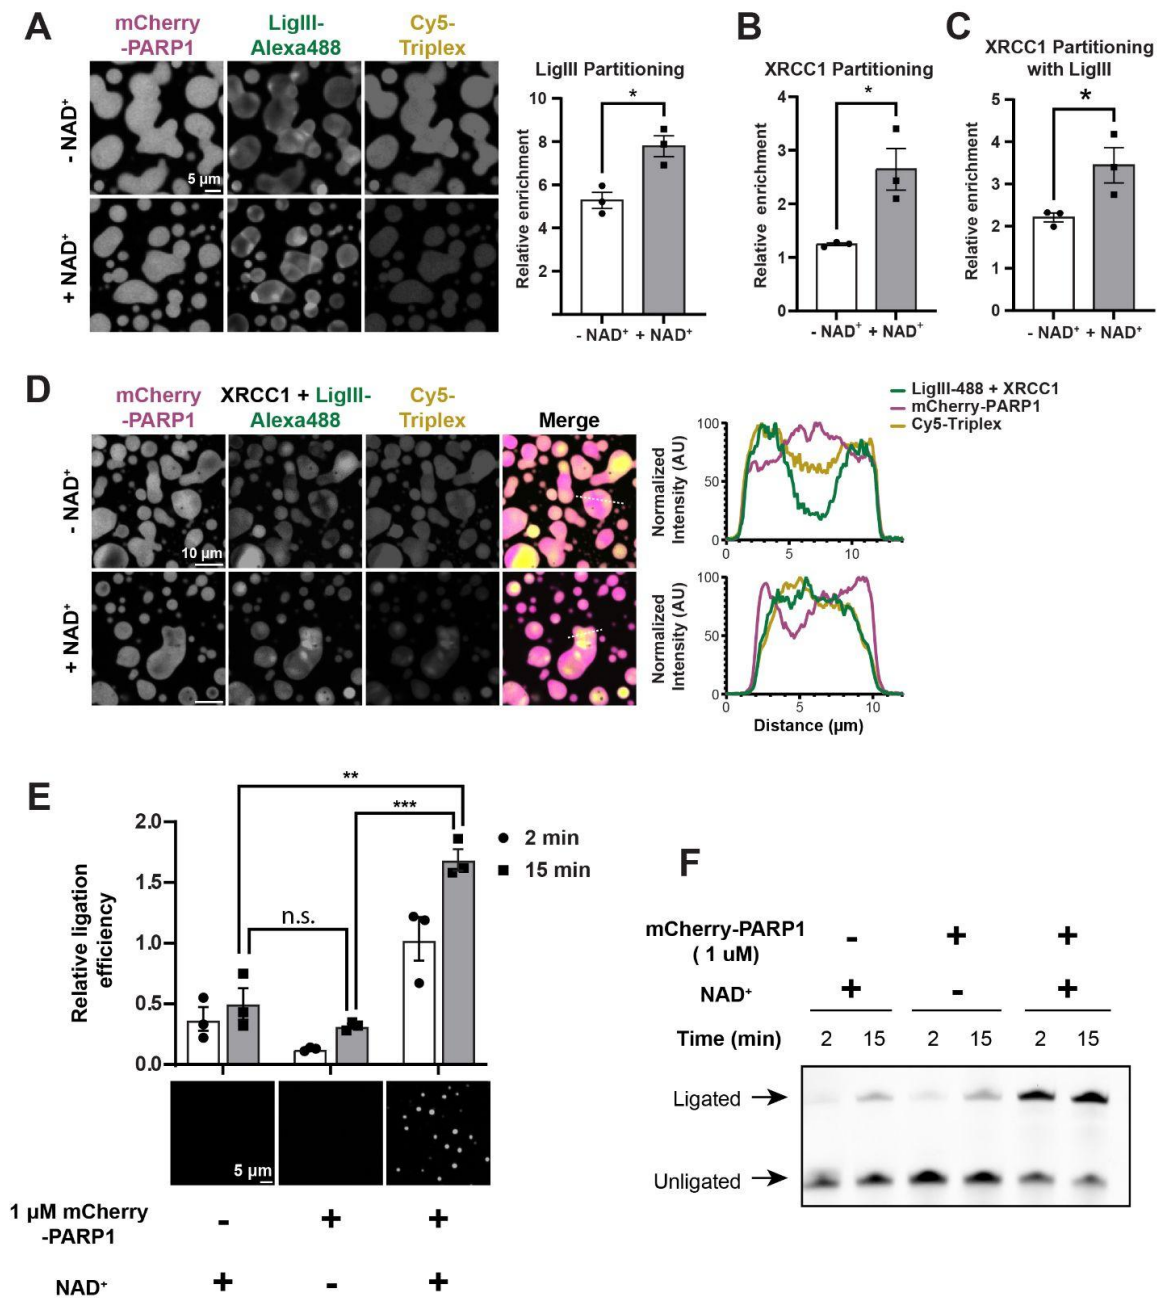 A
mCherry
-PARP1
LigIII-
Alexa488
Cy5-
Triplex
- NAD⁺
5 µm
+ NAD⁺
LigIII Partitioning
*
Relative enrichment
10
8
6
4
2
- NAD⁺ + NAD⁺
B
XRCC1 Partitioning
*
Relative enrichment
4
3
2
1
0
- NAD⁺ + NAD⁺
C
XRCC1 Partitioning
with LigIII
*
Relative enrichment
5
4
3
2
1
0
- NAD⁺ + NAD⁺
D
mCherry
-PARP1
XRCC1 + LigIII-
Alexa488
Cy5-
Triplex
Merge
- NAD⁺
10 µm
+ NAD⁺
LigIII-488 + XRCC1
mCherry-PARP1
Cy5-Triplex
Normalized
Intensity (AU)
100
50
0
0 5 10
Normalized
Intensity (AU)
100
50
0
0 5 10
Distance (µm)
E
**
***
n.s.
2 min
15 min
Relative ligation
efficiency
2.0
1.5
1.0
0.5
0.0
5 µm
1 µM mCherry
-PARP1
- + +
NAD⁺
+ - +
F
mCherry-PARP1
( 1 uM)
- + +
NAD⁺
+ - +
Time (min) 2 15 2 15 2 15
Ligated
Unligated